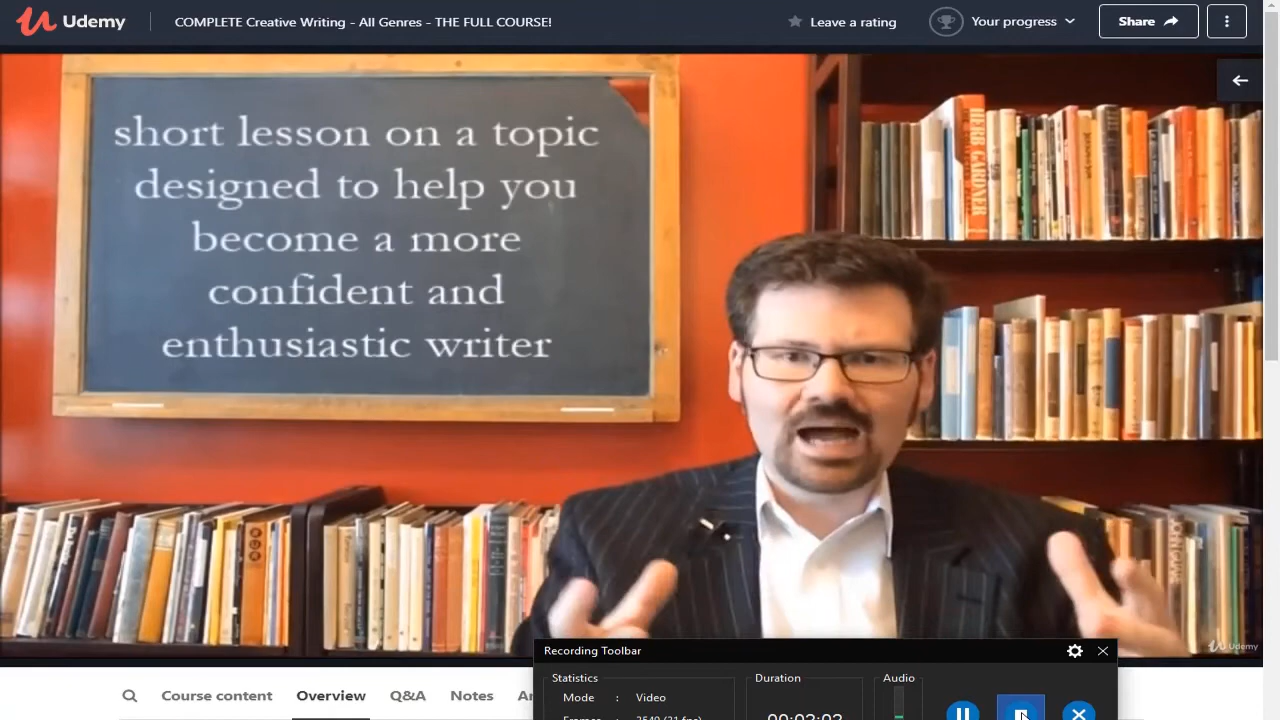 Udemy
COMPLETE Creative Writing - All Genres - THE FULL COURSE!
Leave a rating
Your progress
Share
short lesson on a topic
designed to help you
become a more
confident and
enthusiastic writer
HERB GARDNER
Udemy
Recording Toolbar
Course content
Overview
Q&A
Notes
Statistics
Duration
Audio
Mode : Video